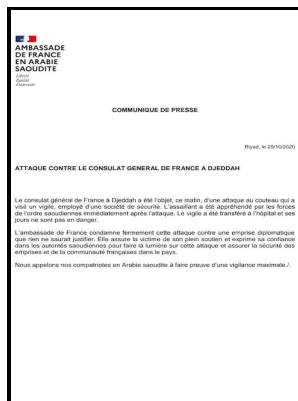 AMBASSADE
DE FRANCE
EN ARABIE
SAOUDITE
Liberté
Égalité
Fraternité
COMMUNIQUE DE PRESSE
Riyad, le 29/10/2020
ATTAQUE CONTRE LE CONSULAT GENERAL DE FRANCE A DJEDDAH
Le consulat général de France à Djeddah a été l'objet, ce matin, d'une attaque au couteau qui a
visé un vigile, employé d'une société de sécurité. L'assaillant a été appréhendé par les forces
de l'ordre saoudiennes immédiatement après l'attaque. Le vigile a été transféré à l'hôpital et ses
jours ne sont pas en danger.
L'ambassade de France condamne fermement cette attaque contre une emprise diplomatique
que rien ne saurait justifier. Elle assure la victime de son plein soutien et exprime sa confiance
dans les autorités saoudiennes pour faire la lumière sur cette attaque et assurer la sécurité des
emprises et de la communauté françaises dans le pays.
Nous appelons nos compatriotes en Arabie saoudite à faire preuve d'une vigilance maximale./.